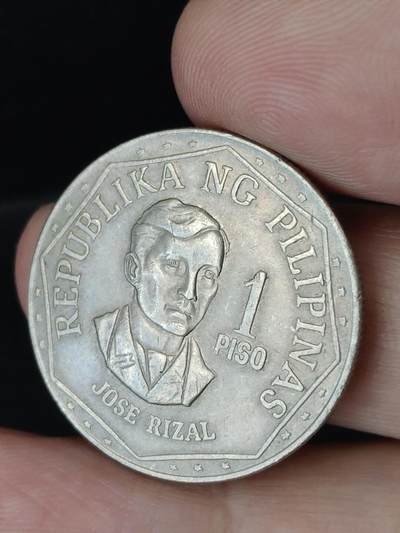 REPUBLIKA NG PILIPINAS
1
PISO
JOSE RIZAL